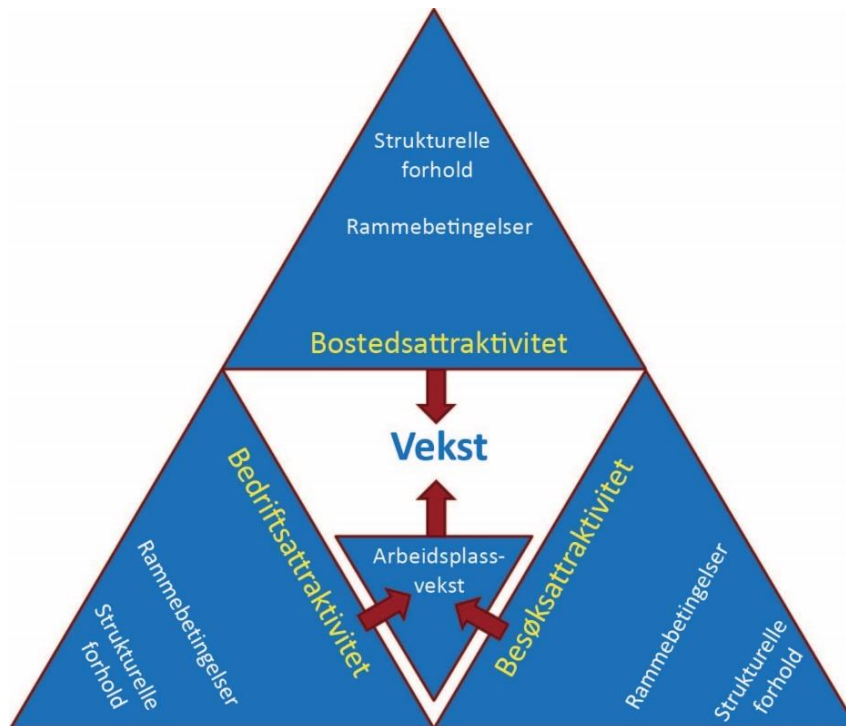 Strukturelle
forhold
Rammebetingelser
Bostedsattraktivitet
Vekst
Bedriftsattraktivitet
Rammebetingelser
Strukturelle
forhold
Arbeidsplass-
vekst
Besøksattraktivitet
Rammebetingelser
Strukturelle
forhold